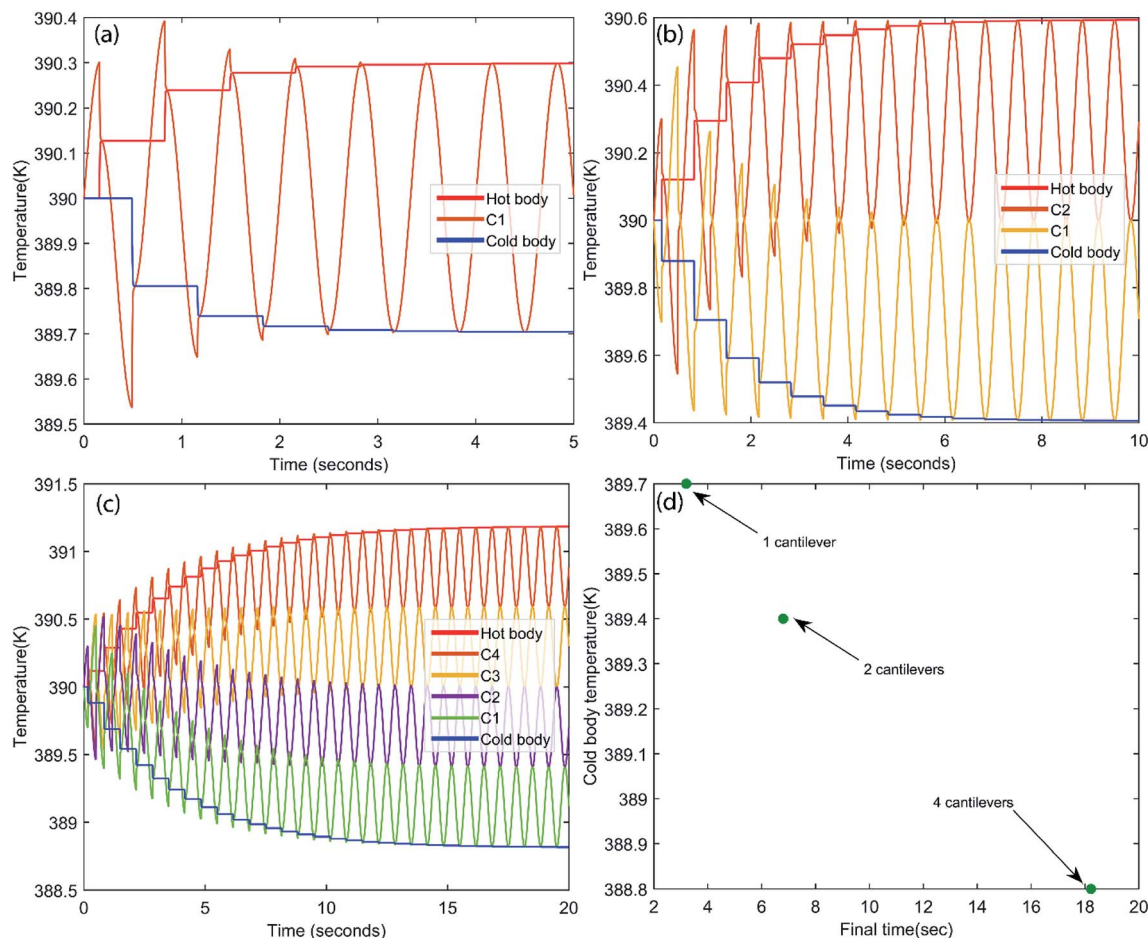 (a)
390.4
390.3
390.2
390.1
390
389.9
389.8
389.7
389.6
389.5
Temperature(K)
0 1 2 3 4 5
Time (seconds)
Hot body
C1
Cold body
(b)
390.6
390.4
390.2
390
389.8
389.6
389.4
Temperature(K)
0 2 4 6 8 10
Time (seconds)
Hot body
C2
C1
Cold body
(c)
391.5
391
390.5
390
389.5
389
388.5
Temperature(K)
0 5 10 15 20
Time (seconds)
Hot body
C4
C3
C2
C1
Cold body
(d)
389.7
389.6
389.5
389.4
389.3
389.2
389.1
389
388.9
388.8
Cold body temperature(K)
1 cantilever
2 cantilevers
4 cantilevers
2 4 6 8 10 12 14 16 18 20
Final time(sec)